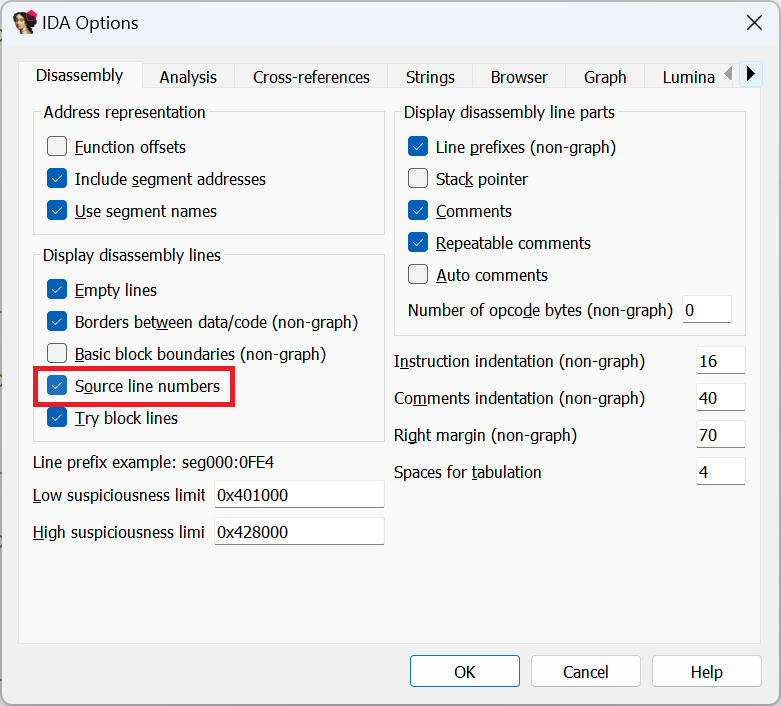 IDA Options
Disassembly Analysis Cross-references Strings Browser Graph Lumina
Address representation
Function offsets
Include segment addresses
Use segment names
Display disassembly lines
Empty lines
Borders between data/code (non-graph)
Basic block boundaries (non-graph)
Source line numbers
Try block lines
Line prefix example: seg000:0FE4
Low suspiciousness limit 0x401000
High suspiciousness limi 0x428000
Display disassembly line parts
Line prefixes (non-graph)
Stack pointer
Comments
Repeatable comments
Auto comments
Number of opcode bytes (non-graph) 0
Instruction indentation (non-graph) 16
Comments indentation (non-graph) 40
Right margin (non-graph) 70
Spaces for tabulation 4
OK Cancel Help